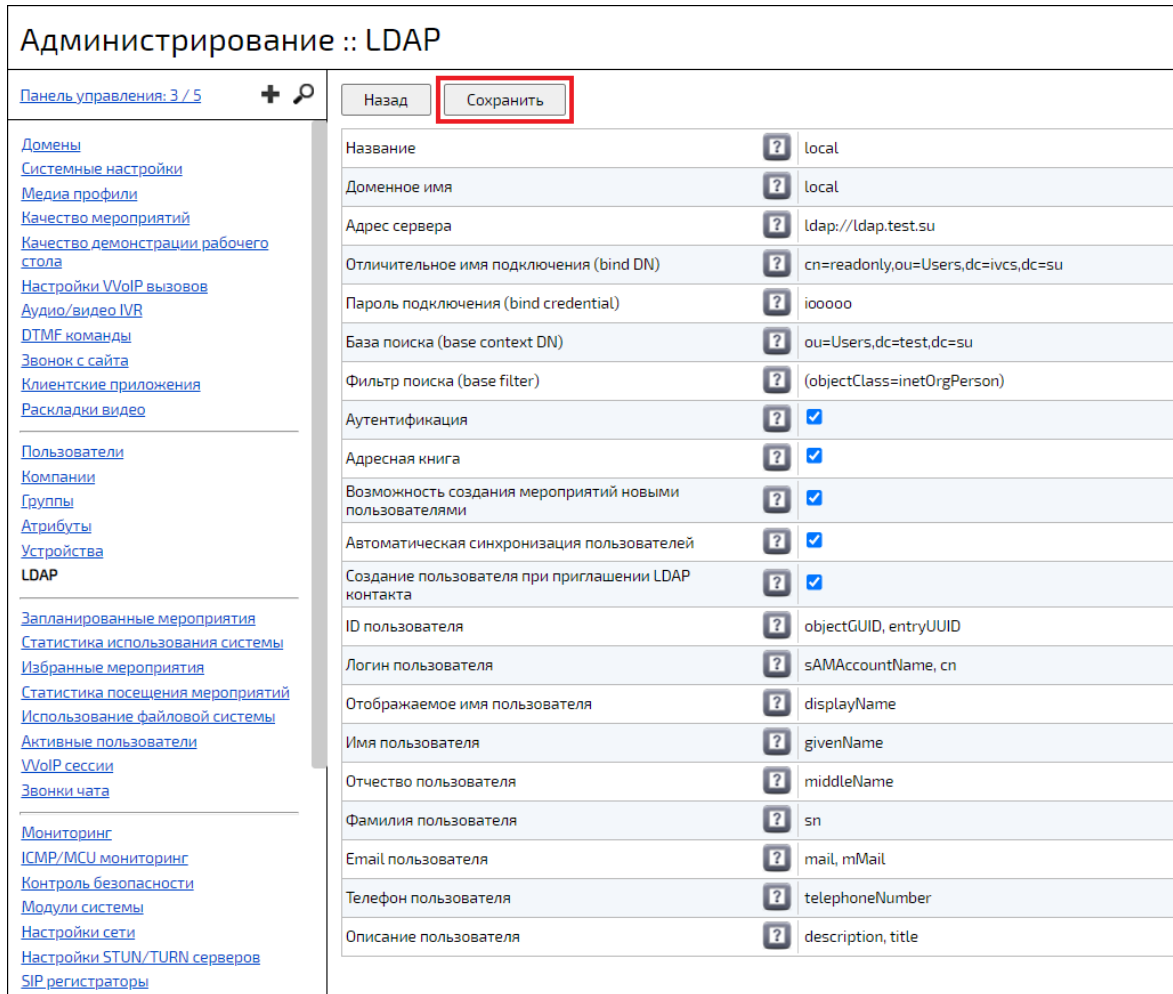 Администрирование :: LDAP
Панель управления: 3 / 5
Домены
Системные настройки
Медиа профили
Качество мероприятий
Качество демонстрации рабочего
стола
Настройки VVoIP вызовов
Аудио/видео IVR
DTMF команды
Звонок с сайта
Клиентские приложения
Раскладки видео
Пользователи
Компании
Группы
Атрибуты
Устройства
LDAP
Запланированные мероприятия
Статистика использования системы
Избранные мероприятия
Статистика посещения мероприятий
Использование файловой системы
Активные пользователи
VVoIP сессии
Звонки чата
Мониторинг
ICMP/MCU мониторинг
Контроль безопасности
Модули системы
Настройки сети
Настройки STUN/TURN серверов
SIP регистраторы
Назад Сохранить
Название ? local
Доменное имя ? local
Адрес сервера ? ldap://ldap.test.su
Отличительное имя подключения (bind DN) ? cn=readonly,ou=Users,dc=ivcs,dc=su
Пароль подключения (bind credential) ? iooooo
База поиска (base context DN) ? ou=Users,dc=test,dc=su
Фильтр поиска (base filter) ? (objectClass=inetOrgPerson)
Аутентификация ?
Адресная книга ?
Возможность создания мероприятий новыми
пользователями ?
Автоматическая синхронизация пользователей ?
Создание пользователя при приглашении LDAP
контакта ?
ID пользователя ? objectGUID, entryUUID
Логин пользователя ? sAMAccountName, cn
Отображаемое имя пользователя ? displayName
Имя пользователя ? givenName
Отчество пользователя ? middleName
Фамилия пользователя ? sn
Email пользователя ? mail, mMail
Телефон пользователя ? telephoneNumber
Описание пользователя ? description, title